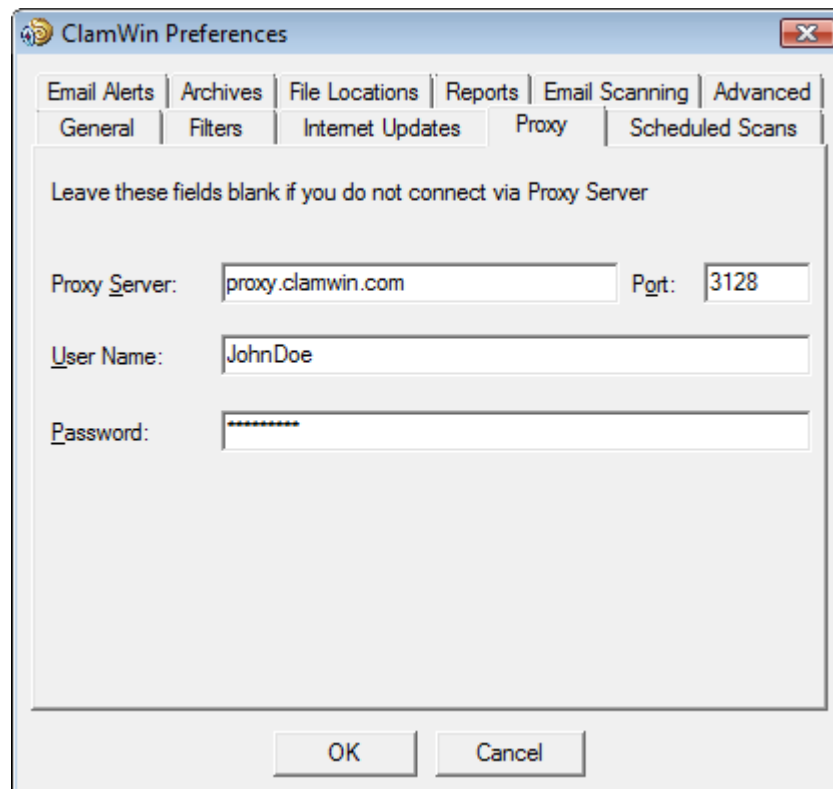 ClamWin Preferences
Email Alerts Archives File Locations Reports Email Scanning Advanced
General Filters Internet Updates Proxy Scheduled Scans
Leave these fields blank if you do not connect via Proxy Server
Proxy Server: proxy.clamwin.com Port: 3128
User Name: JohnDoe
Password: *********
OK Cancel